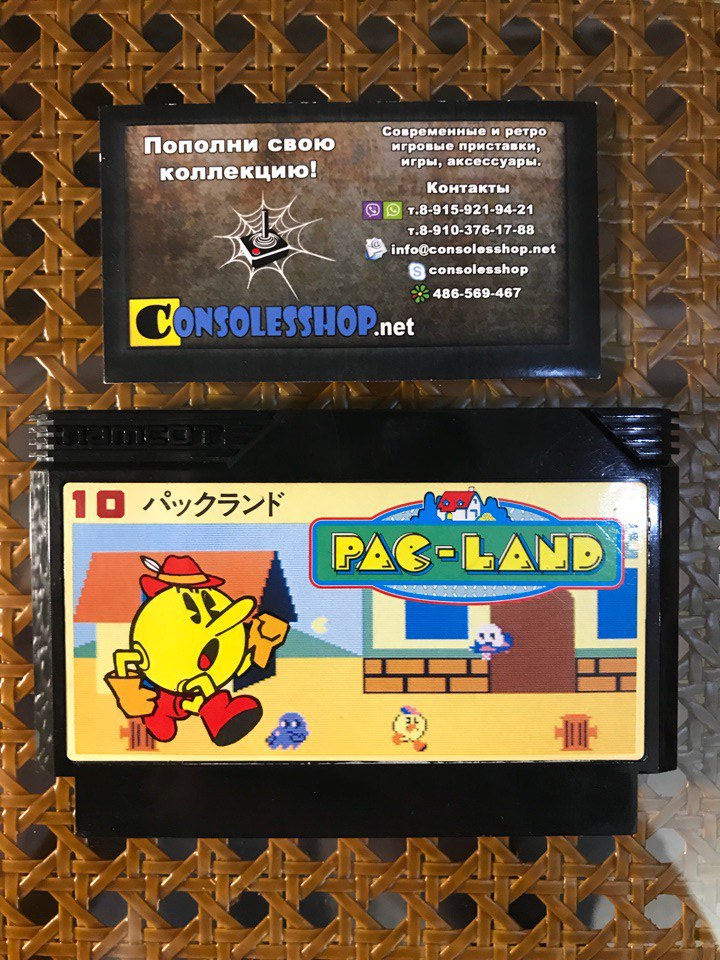 Пополни свою
коллекцию!
Современные и ретро
игровые приставки,
игры, аксессуары.
Контакты
т.8-915-921-94-21
т.8-910-376-17-88
info@consolesshop.net
consolesshop
486-569-467
CONSOLESSHOP.net
namcot
10 パックランド
PAC-LAND